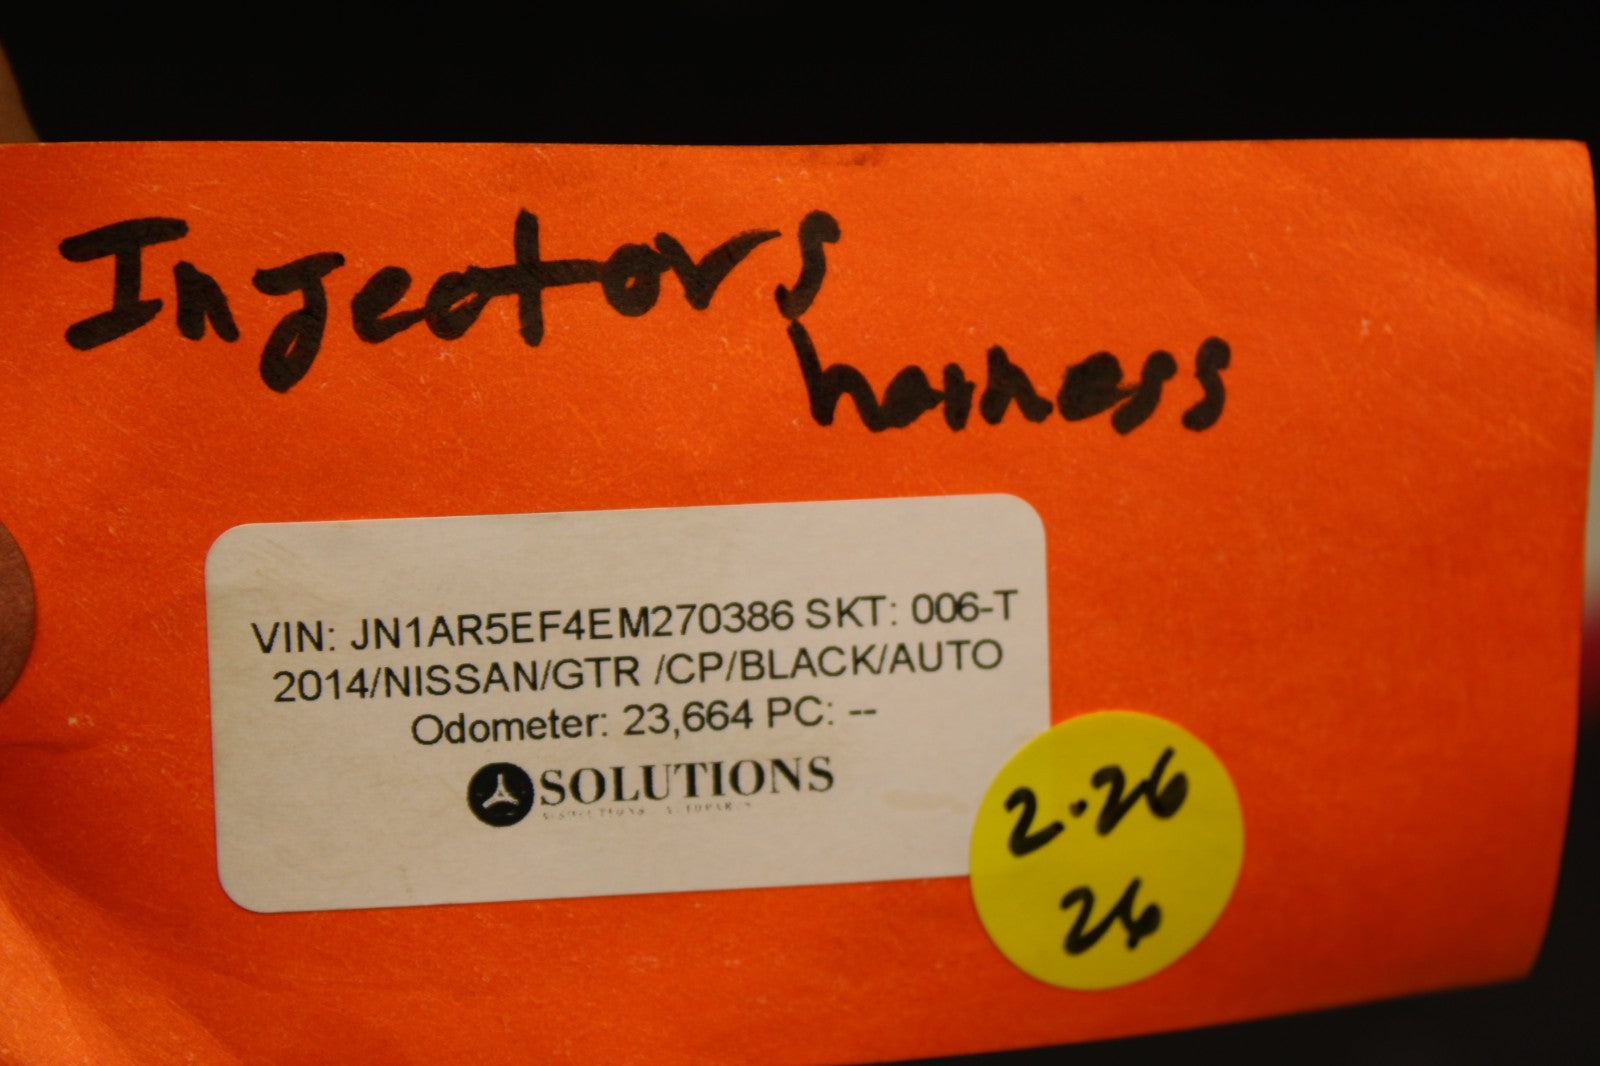 Injectors
harness
VIN: JN1AR5EF4EM270386 SKT: 006-T
2014/NISSAN/GTR /CP/BLACK/AUTO
Odometer: 23,664 PC: --
SOLUTIONS
2.26
26